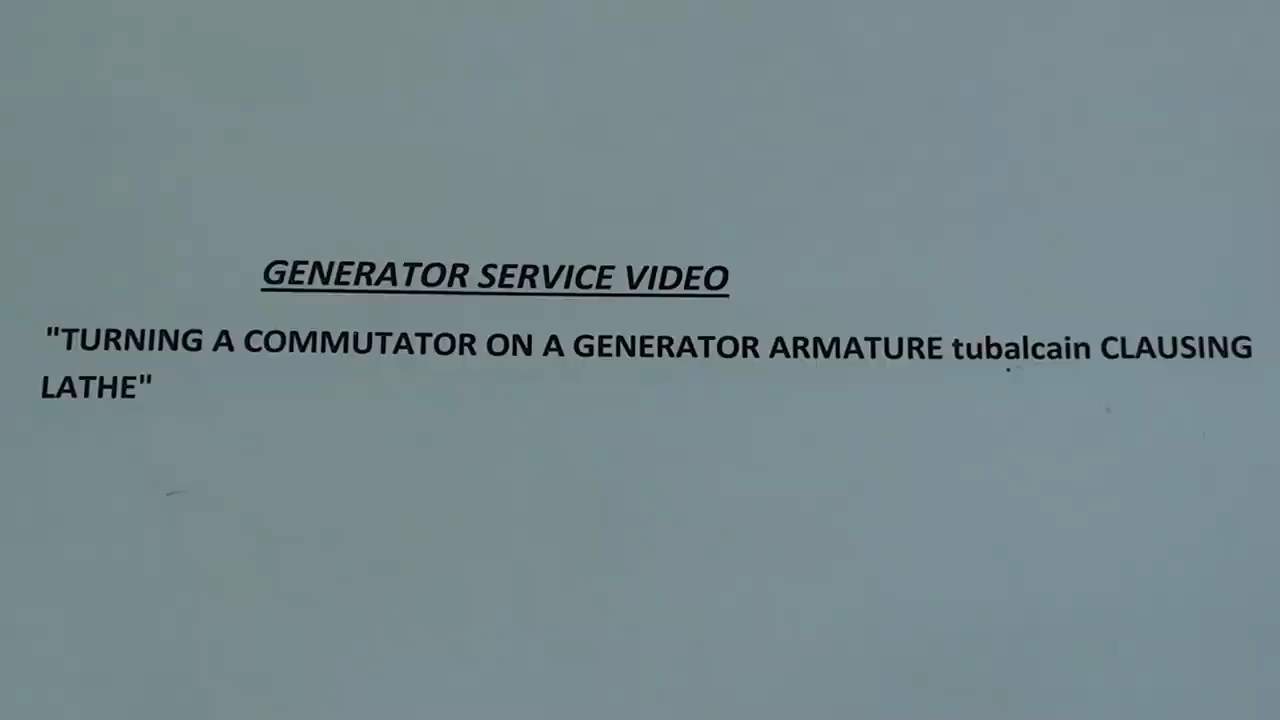 GENERATOR SERVICE VIDEO
"TURNING A COMMUTATOR ON A GENERATOR ARMATURE tubalcain CLAUSING
LATHE"